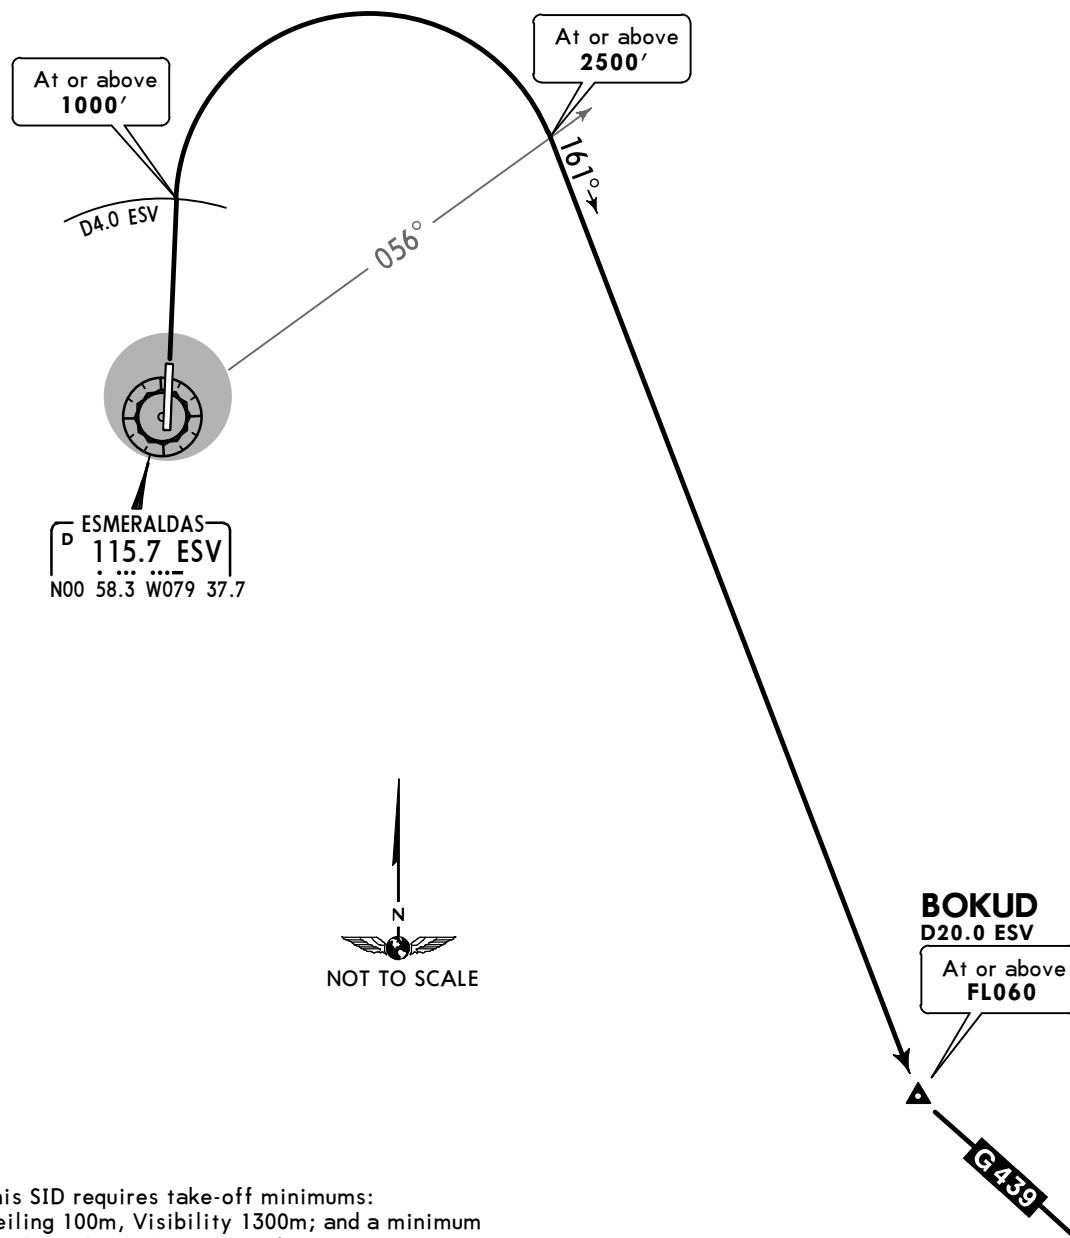 At or above
2500′
At or above
1000′
161°
D4.0 ESV
056°
ESMERALDAS
D 115.7 ESV
N00 58.3 W079 37.7
N
NOT TO SCALE
BOKUD
D20.0 ESV
At or above
FL060
G 439
his SID requires take-off minimums:
eiling 100m, Visibility 1300m; and a minimum